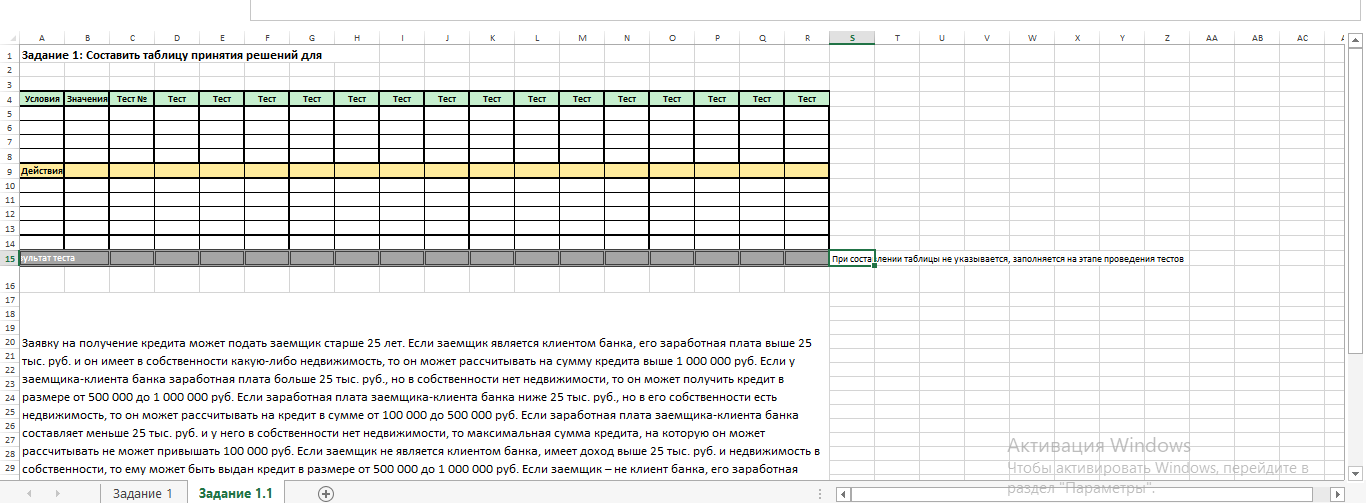 A B C D E F G H I J K L M N O P Q R S T U V W X Y Z AA AB AC
1 Задание 1: Составить таблицу принятия решений для
2
3
4 Условия Значения Тест № Тест Тест Тест Тест Тест Тест Тест Тест Тест Тест Тест Тест Тест Тест Тест
5
6
7
8
9 Действия
10
11
12
13
14
15 ультат теста При составлении таблицы не указывается, заполняется на этапе проведения тестов
16
17
18
19
20 Заявку на получение кредита может подать заемщик старше 25 лет. Если заемщик является клиентом банка, его заработная плата выше 25
21 тыс. руб. и он имеет в собственности какую-либо недвижимость, то он может рассчитывать на сумму кредита выше 1 000 000 руб. Если у
22
23 заемщика-клиента банка заработная плата больше 25 тыс. руб., но в собственности нет недвижимости, то он может получить кредит в
24 размере от 500 000 до 1 000 000 руб. Если заработная плата заемщика-клиента банка ниже 25 тыс. руб., но в его собственности есть
25 недвижимость, то он может рассчитывать на кредит в сумме от 100 000 до 500 000 руб. Если заработная плата заемщика-клиента банка
26
27 составляет меньше 25 тыс. руб. и у него в собственности нет недвижимости, то максимальная сумма кредита, на которую он может
28 рассчитывать не может превышать 100 000 руб. Если заемщик не является клиентом банка, имеет доход выше 25 тыс. руб. и недвижимость в
29 собственности, то ему может быть выдан кредит в размере от 500 000 до 1 000 000 руб. Если заемщик – не клиент банка, его заработная
Активация Windows
Чтобы активировать Windows, перейдите в
раздел "Параметры".
Задание 1 Задание 1.1